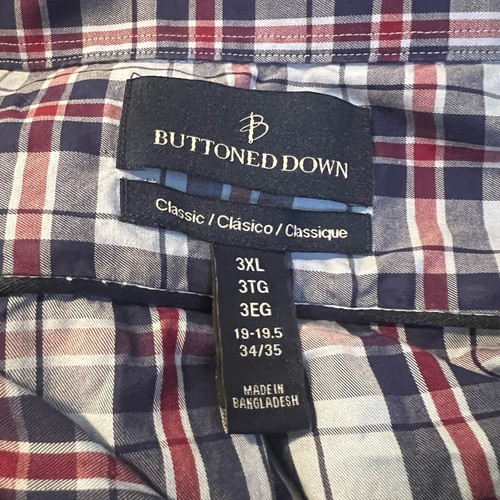 B
BUTTONED DOWN
Classic / Clásico / Classique
3XL
3TG
3EG
19-19.5
34/35
MADE IN
BANGLADESH